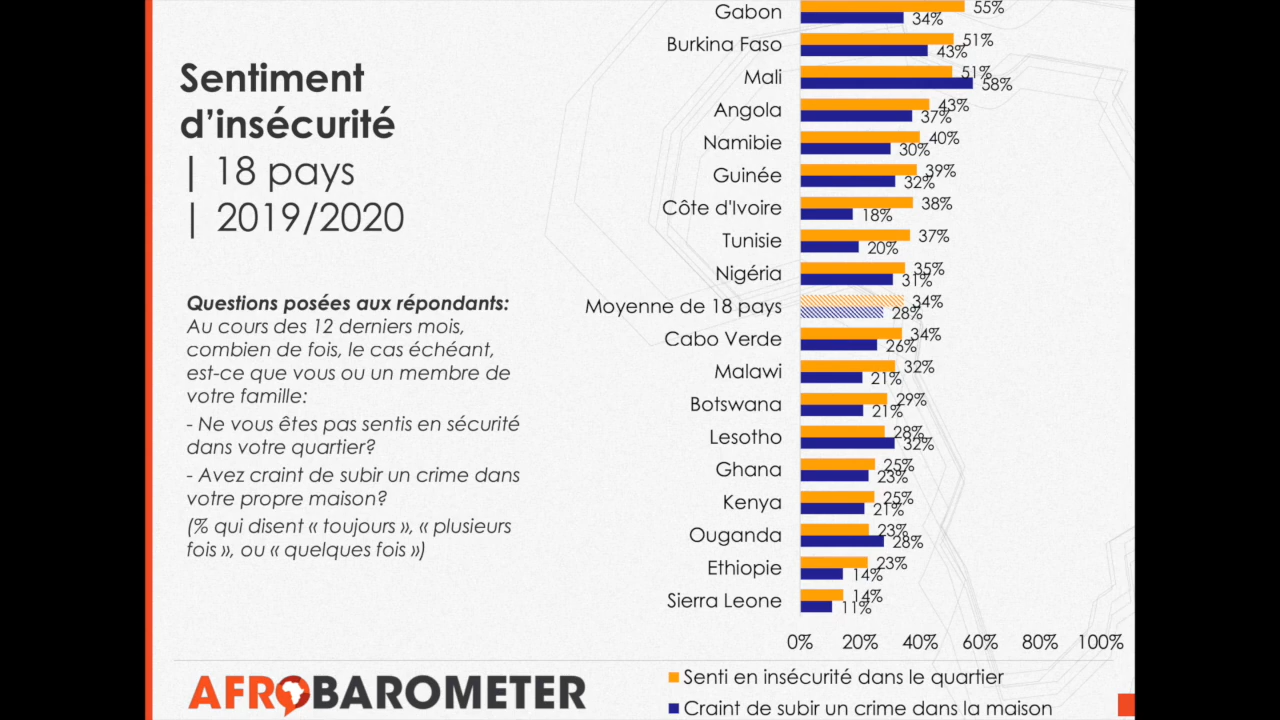 Sentiment
d’insécurité
| 18 pays
| 2019/2020
Questions posées aux répondants:
Au cours des 12 derniers mois,
combien de fois, le cas échéant,
est-ce que vous ou un membre de
votre famille:
- Ne vous êtes pas sentis en sécurité
dans votre quartier?
- Avez craint de subir un crime dans
votre propre maison?
(% qui disent « toujours », « plusieurs
fois », ou « quelques fois »)
Gabon 55% 34%
Burkina Faso 51% 43%
Mali 51% 58%
Angola 43% 37%
Namibie 40% 30%
Guinée 39% 32%
Côte d'Ivoire 38% 18%
Tunisie 37% 20%
Nigéria 35% 31%
Moyenne de 18 pays 34% 28%
Cabo Verde 34% 26%
Malawi 32% 21%
Botswana 29% 21%
Lesotho 28% 32%
Ghana 25% 23%
Kenya 25% 21%
Ouganda 23% 28%
Ethiopie 23% 14%
Sierra Leone 14% 11%
0% 20% 40% 60% 80% 100%
Senti en insécurité dans le quartier
Craint de subir un crime dans la maison
AFROBAROMETER